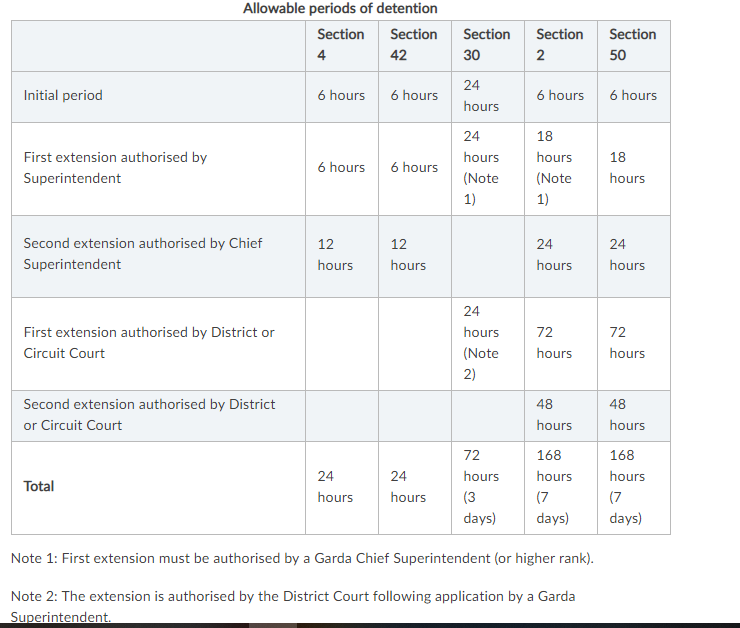 Allowable periods of detention
Section 4 Section 42 Section 30 Section 2 Section 50
Initial period 6 hours 6 hours 24 hours 6 hours 6 hours
First extension authorised by Superintendent 6 hours 6 hours 24 hours (Note 1) 18 hours (Note 1) 18 hours
Second extension authorised by Chief Superintendent 12 hours 12 hours 24 hours 24 hours
First extension authorised by District or Circuit Court 24 hours (Note 2) 72 hours 72 hours
Second extension authorised by District or Circuit Court 48 hours 48 hours
Total 24 hours 24 hours 72 hours (3 days) 168 hours (7 days) 168 hours (7 days)
Note 1: First extension must be authorised by a Garda Chief Superintendent (or higher rank).
Note 2: The extension is authorised by the District Court following application by a Garda
Superintendent.